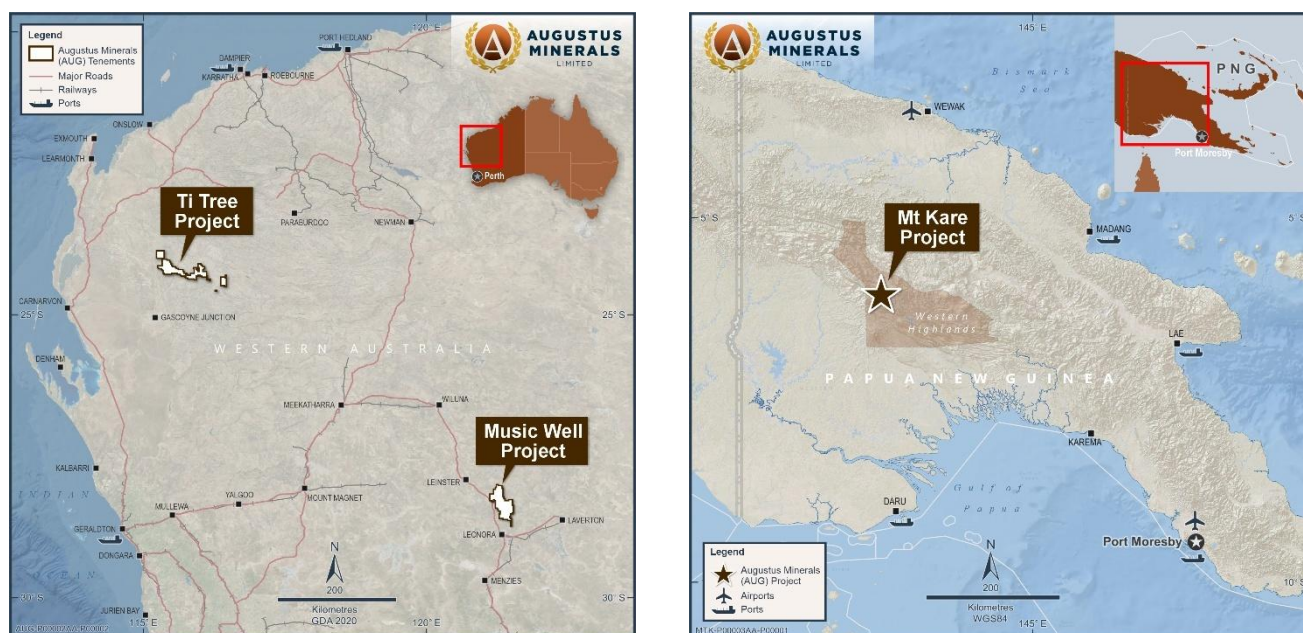 Legend
Augustus Minerals
(AUG) Tenements
Major Roads
Railways
Ports
120° E
PORT HEDLAND
DAMPIER
KARRATHA
ROEBOURNE
AUGUSTUS
MINERALS
LIMITED
ONSLOW
EXMOUTH
LEARMONTH
Perth
Ti Tree
Project
PARABURDOO
NEWMAN
CARNARVON
GASCOYNE JUNCTION
25° S
WESTERN AUSTRALIA
DENHAM
MEEKATHARRA
WILUNA
Music Well
Project
KALBARRI
INDIAN
OCEAN
MULLEWA
YALGOO
MOUNT MAGNET
LEINSTER
GERALDTON
LEONORA
LAVERTON
DONGARA
N
200
Kilometres
GDA 2020
MENZIES
JURIEN BAY
30° S
115° E
120° E
AUGUSTUS
MINERALS
LIMITED
145° E
Bismark
Sea
PNG
Port Moresby
WEWAK
5° S
5° S
Mt Kare
Project
MADANG
Western
Highlands
LAE
PAPUA NEW GUINEA
KAREMA
DARU
Gulf of
Papua
Port Moresby
Legend
Augustus Minerals
(AUG) Project
Airports
Ports
N
200
Kilometres
WGS84
10° S
MTK-P00003AA-P00001
145° E